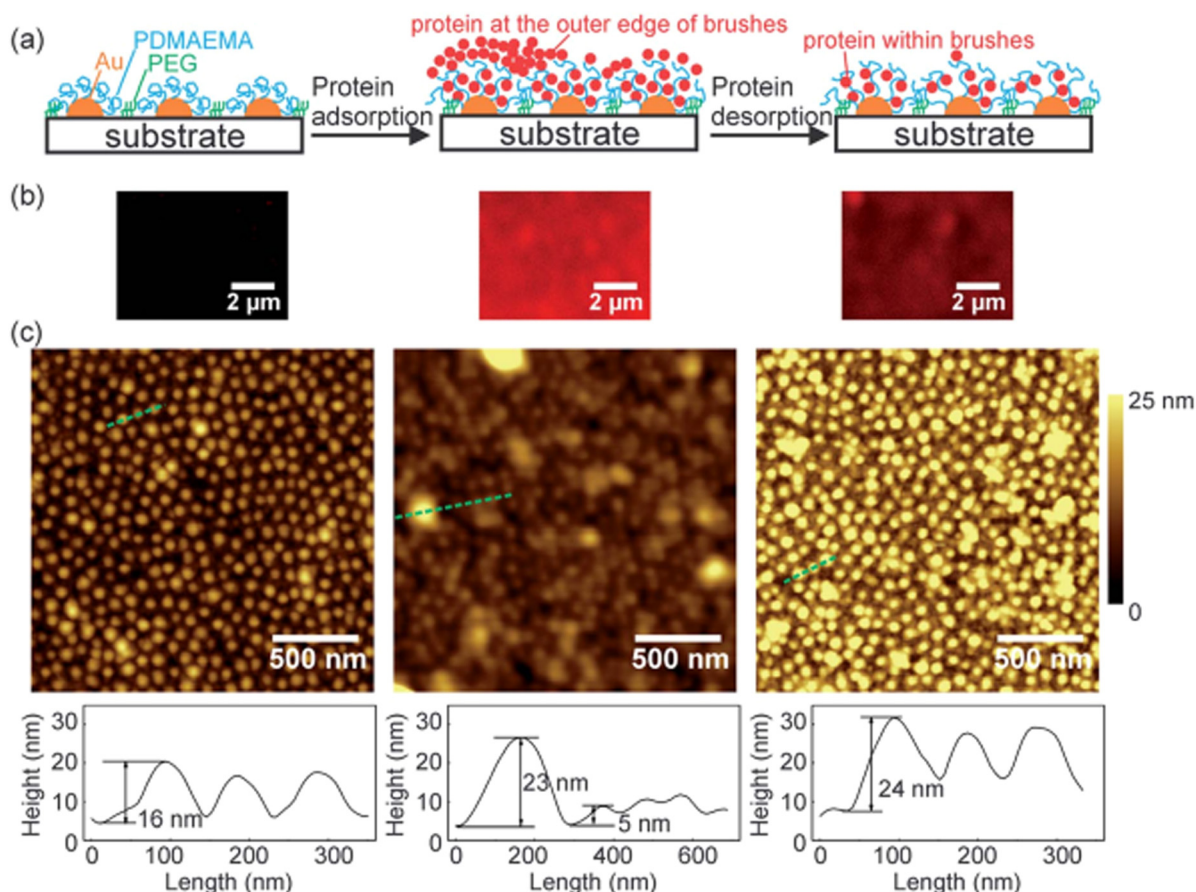 (a)
PDMAEMA
Au
PEG
substrate
Protein
adsorption
protein at the outer edge of brushes
substrate
Protein
desorption
protein within brushes
substrate
(b)
2 μm
2 μm
2 μm
(c)
500 nm
500 nm
500 nm
25 nm
0
Height (nm)
30
20
10
0
16 nm
0 100 200 300
Length (nm)
Height (nm)
30
20
10
0
23 nm
5 nm
0 200 400 600
Length (nm)
Height (nm)
30
20
10
0
24 nm
0 100 200 300
Length (nm)